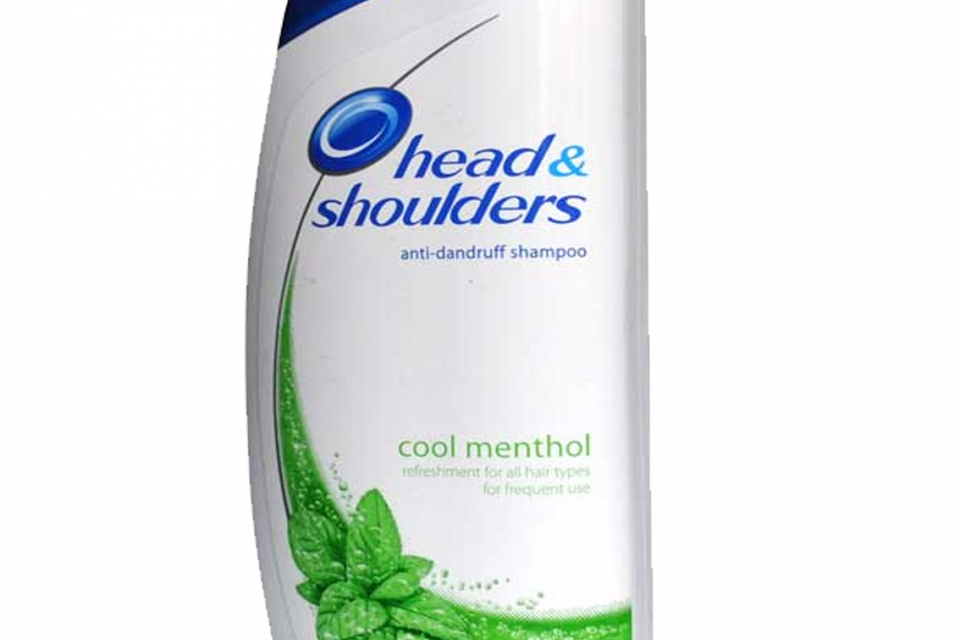 head&
shoulders
anti-dandruff shampoo
cool menthol
refreshment for all hair types
for frequent use